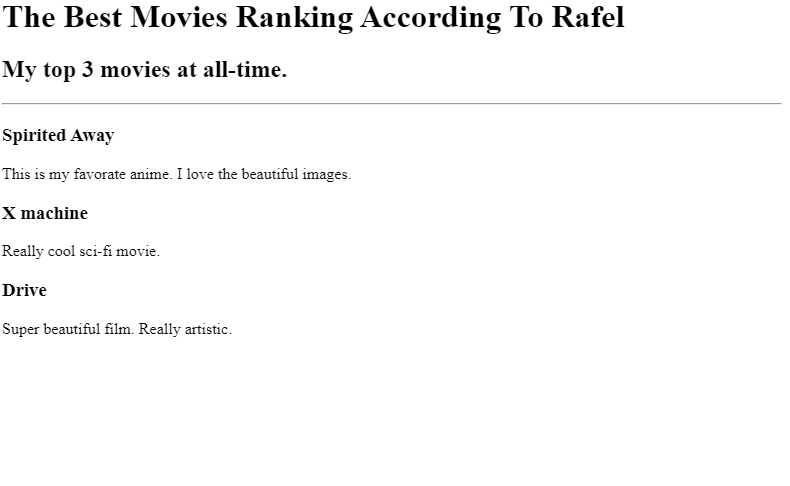 The Best Movies Ranking According To Rafel
My top 3 movies at all-time.
Spirited Away
This is my favorate anime. I love the beautiful images.
X machine
Really cool sci-fi movie.
Drive
Super beautiful film. Really artistic.